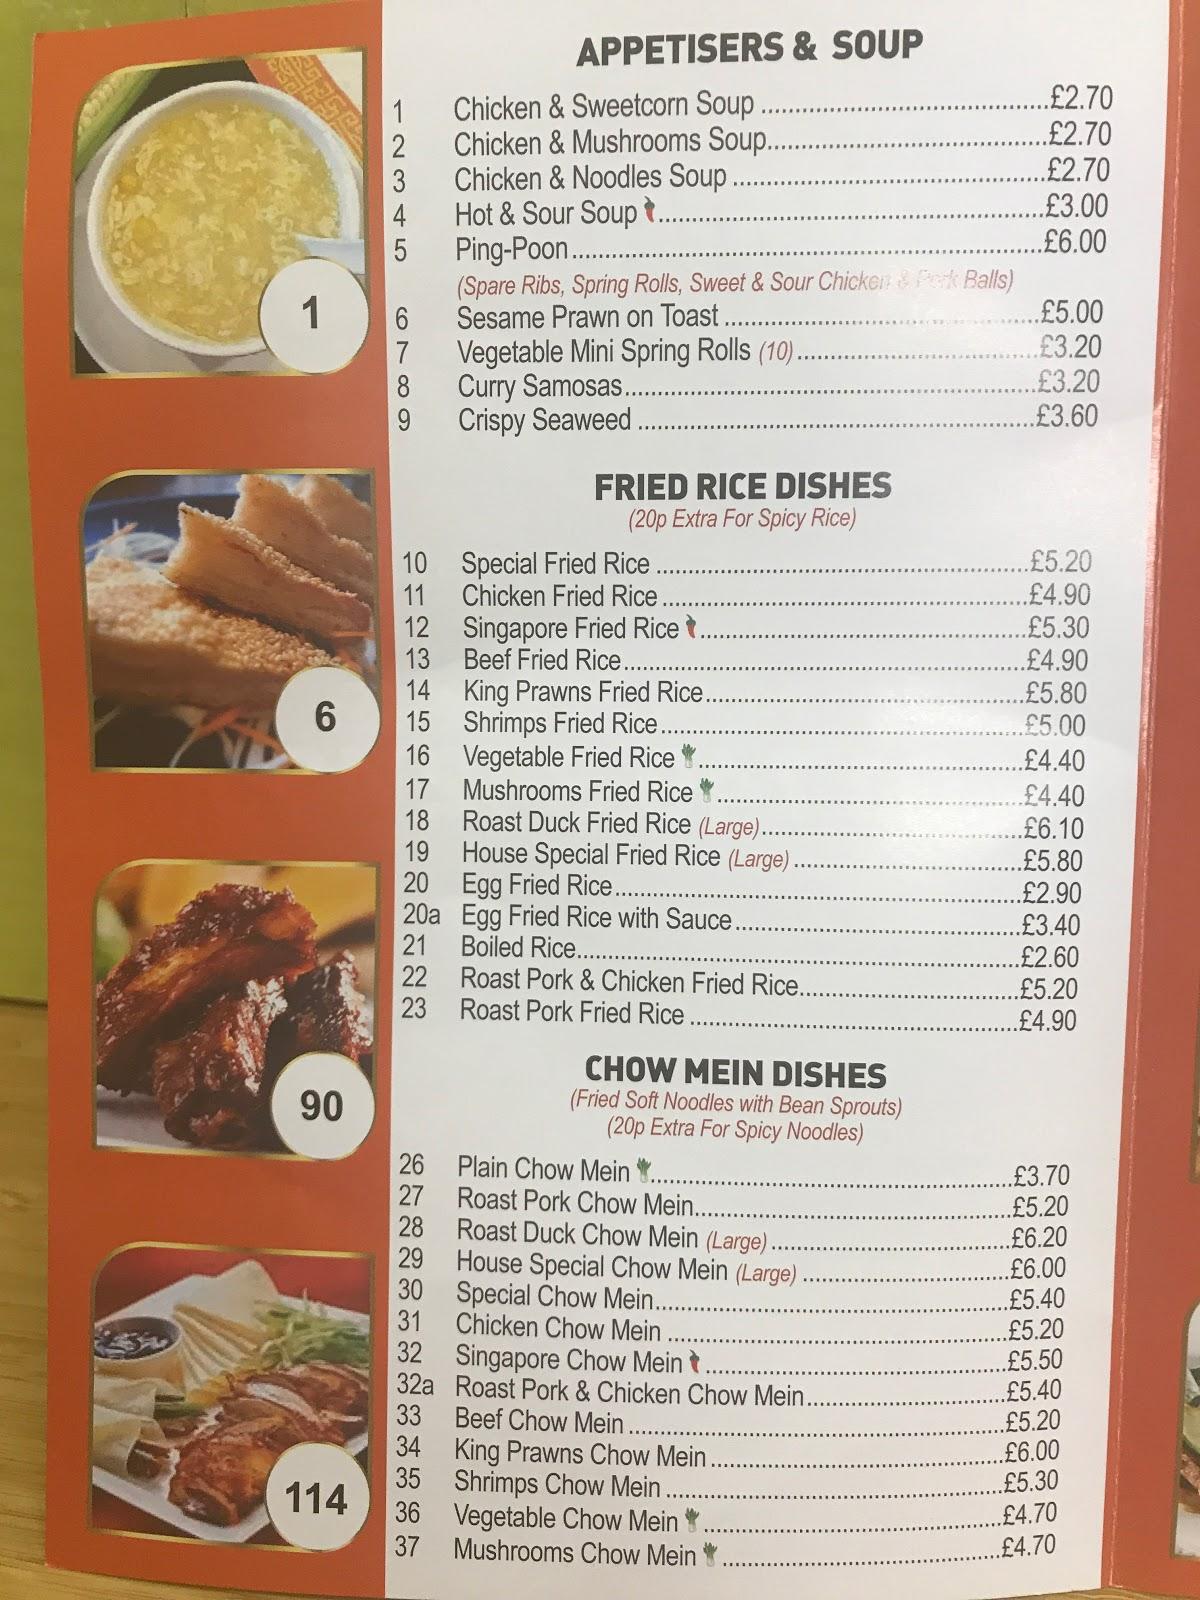 APPETISERS & SOUP
1 Chicken & Sweetcorn Soup ........ £2.70
2 Chicken & Mushrooms Soup ........ £2.70
3 Chicken & Noodles Soup ........ £2.70
4 Hot & Sour Soup ........ £3.00
5 Ping-Poon ........ £6.00
(Spare Ribs, Spring Rolls, Sweet & Sour Chicken & Pork Balls)
6 Sesame Prawn on Toast ........ £5.00
7 Vegetable Mini Spring Rolls (10) ........ £3.20
8 Curry Samosas ........ £3.20
9 Crispy Seaweed ........ £3.60
FRIED RICE DISHES
(20p Extra For Spicy Rice)
10 Special Fried Rice ........ £5.20
11 Chicken Fried Rice ........ £4.90
12 Singapore Fried Rice ........ £5.30
13 Beef Fried Rice ........ £4.90
14 King Prawns Fried Rice ........ £5.80
15 Shrimps Fried Rice ........ £5.00
16 Vegetable Fried Rice ........ £4.40
17 Mushrooms Fried Rice ........ £4.40
18 Roast Duck Fried Rice (Large) ........ £6.10
19 House Special Fried Rice (Large) ........ £5.80
20 Egg Fried Rice ........ £2.90
20a Egg Fried Rice with Sauce ........ £3.40
21 Boiled Rice ........ £2.60
22 Roast Pork & Chicken Fried Rice ........ £5.20
23 Roast Pork Fried Rice ........ £4.90
CHOW MEIN DISHES
(Fried Soft Noodles with Bean Sprouts)
(20p Extra For Spicy Noodles)
26 Plain Chow Mein ........ £3.70
27 Roast Pork Chow Mein ........ £5.20
28 Roast Duck Chow Mein (Large) ........ £6.20
29 House Special Chow Mein (Large) ........ £6.00
30 Special Chow Mein ........ £5.40
31 Chicken Chow Mein ........ £5.20
32 Singapore Chow Mein ........ £5.50
32a Roast Pork & Chicken Chow Mein ........ £5.40
33 Beef Chow Mein ........ £5.20
34 King Prawns Chow Mein ........ £6.00
35 Shrimps Chow Mein ........ £5.30
36 Vegetable Chow Mein ........ £4.70
37 Mushrooms Chow Mein ........ £4.70
1
6
90
114